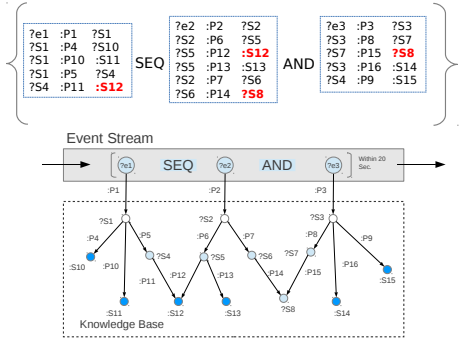 ?e1 :P1 ?S1
?S1 :P4 ?S10
?S1 :P10 :S11
?S1 :P5 ?S4
?S4 :P11 :S12
SEQ
?e2 :P2 ?S2
?S2 :P6 ?S5
?S5 :P12 :S12
?S5 :P13 :S13
?S2 :P7 ?S6
?S6 :P14 ?S8
AND
?e3 :P3 ?S3
?S3 :P8 ?S7
?S7 :P15 ?S8
?S3 :P16 :S14
?S4 :P9 :S15
Event Stream
?e1 SEQ ?e2 AND ?e3
Within 20
Sec.
:P1 :P2 :P3
?S1 ?S2 ?S3
:P4 :P5 :P6 :P7 :P8 :P9
?S4 ?S5 ?S6 ?S7
:S10 :P10 :P11 :P12 :P13 :P14 :P15 :P16 :S15
:S11 :S12 :S13 ?S8 :S14
Knowledge Base